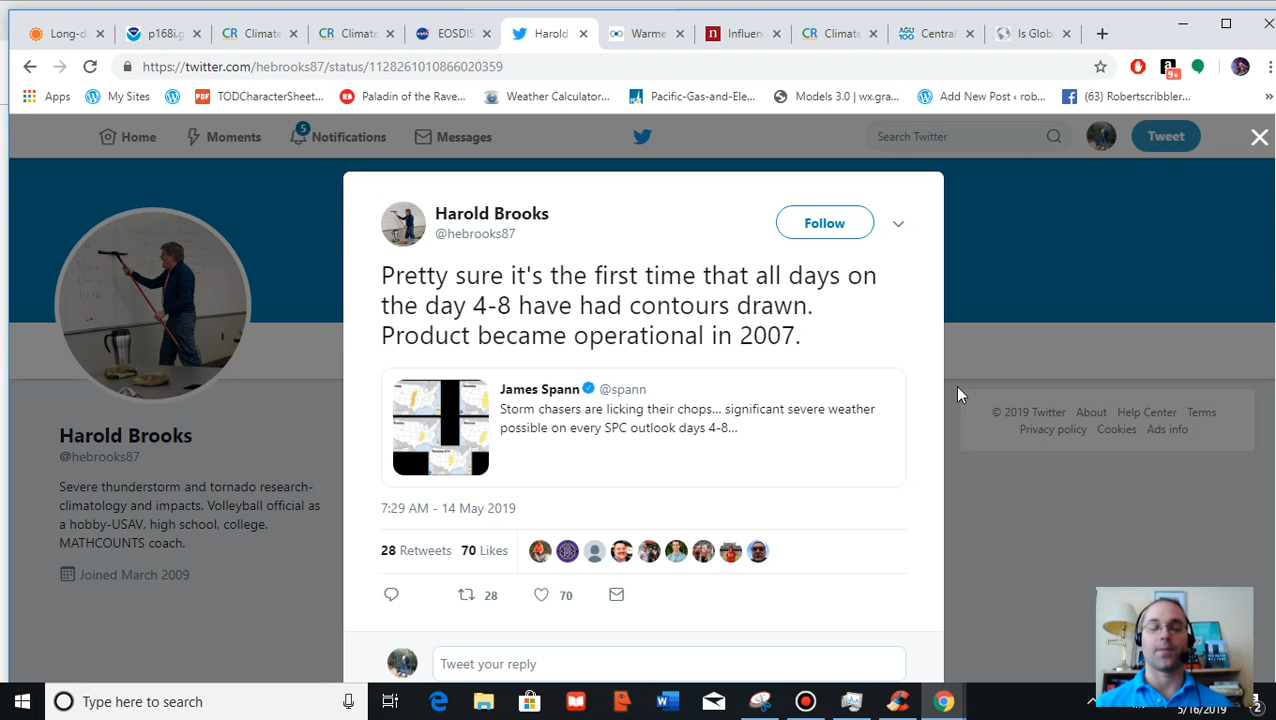 Long-d
p168i.g
Climate
Climate
EOSDIS
Harold
Warme
Influen
Climate
Central
Is Glob
https://twitter.com/hebrooks87/status/1128261010866020359
9+
Apps
My Sites
TODCharacterSheet...
Paladin of the Rave...
Weather Calculator...
Pacific-Gas-and-Ele...
Models 3.0 | wx.gra...
Add New Post ‹ rob...
(63) Robertscribbler...
»
Home
5
Moments
Notifications
Messages
Search Twitter
Tweet
Harold Brooks
@hebrooks87
Follow
Pretty sure it's the first time that all days on
the day 4-8 have had contours drawn.
Product became operational in 2007.
James Spann @spann
Storm chasers are licking their chops... significant severe weather
possible on every SPC outlook days 4-8...
7:29 AM - 14 May 2019
28 Retweets 70 Likes
28 70
Tweet your reply
Harold Brooks
@hebrooks87
Severe thunderstorm and tornado research-
climatology and impacts. Volleyball official as
a hobby-USAV, high school, college.
MATHCOUNTS coach.
Joined March 2009
© 2019 Twitter About Help Center Terms
Privacy policy Cookies Ads info
Type here to search
5/16/2019
2